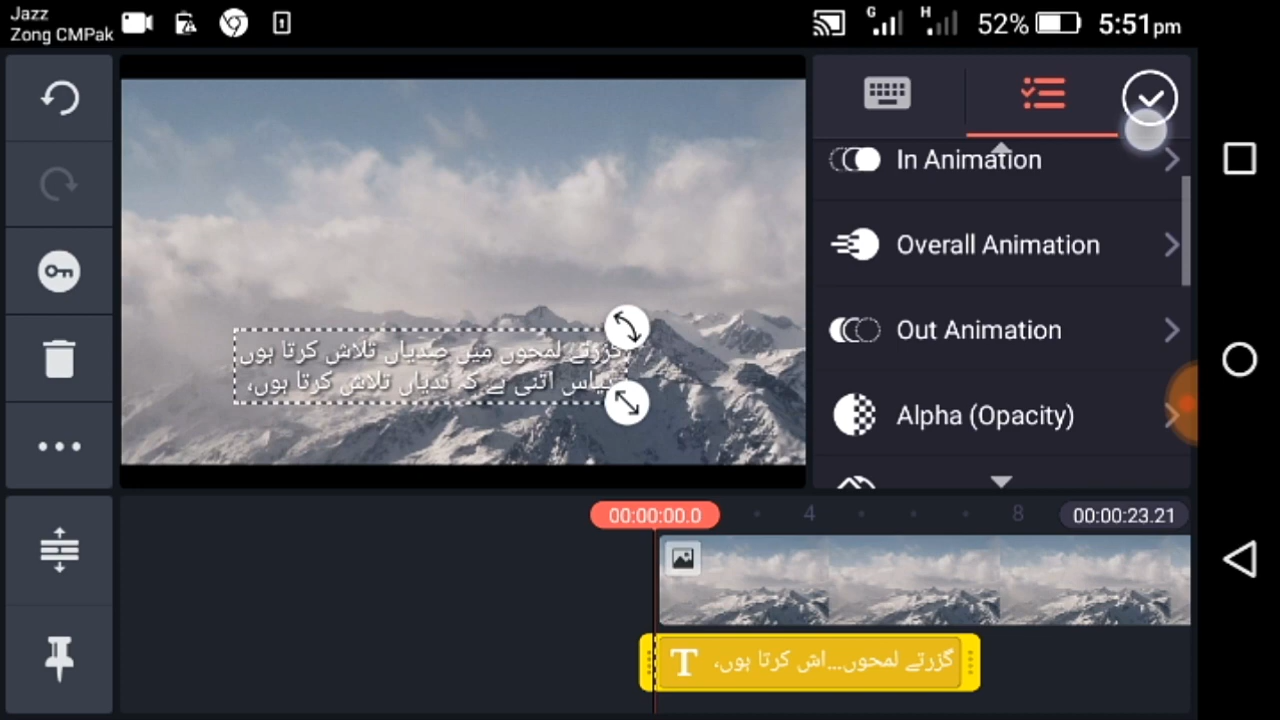 Jazz
Zong CMPak
G
H
52%
5:51pm
In Animation
Overall Animation
Out Animation
Alpha (Opacity)
گزرتے لمحوں میں صدیاں تلاش کرتا ہوں
پیاس اتنی ہے کہ ندیاں تلاش کرتا ہوں،
00:00:00.0
4
8
00:00:23.21
T
گزرتے لمحوں...اش کرتا ہوں،